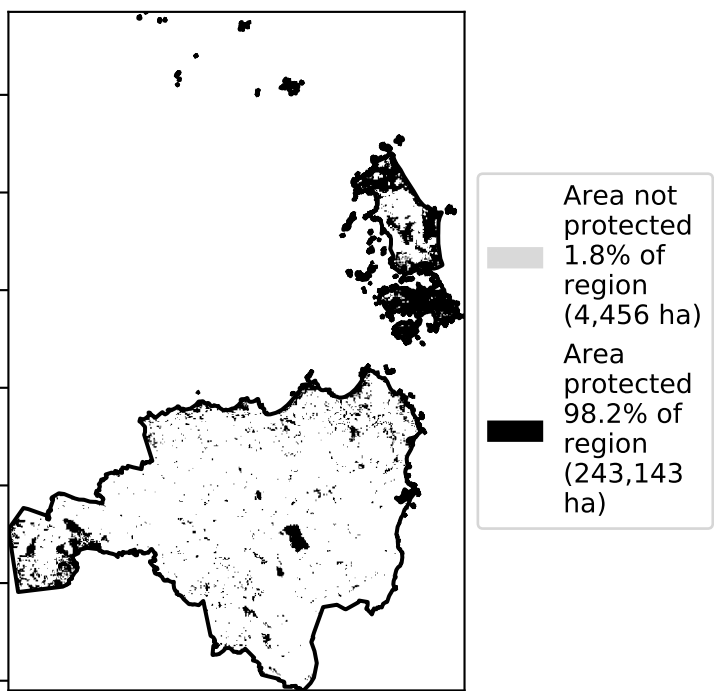 Area not
protected
1.8% of
region
(4,456 ha)
Area
protected
98.2% of
region
(243,143
ha)